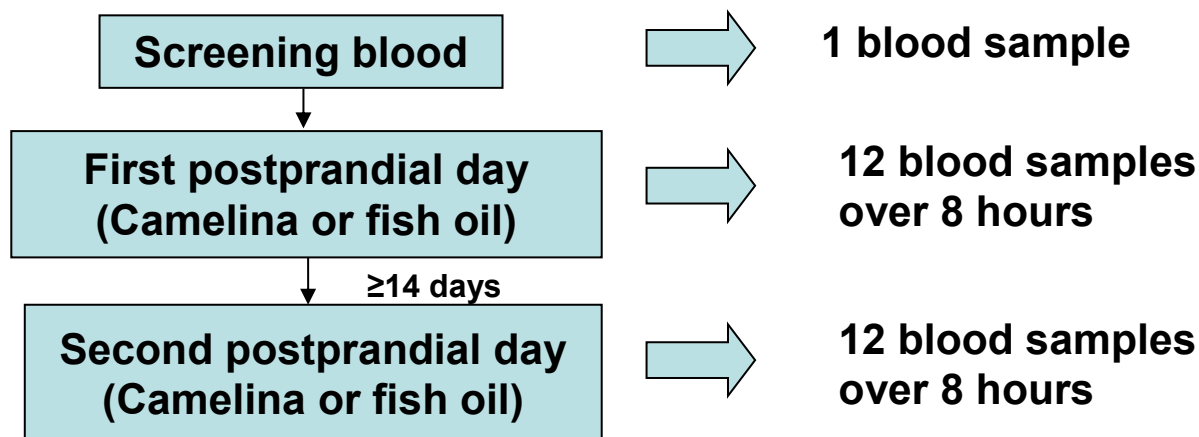 Screening blood
1 blood sample
First postprandial day
(Camelina or fish oil)
12 blood samples
over 8 hours
≥14 days
Second postprandial day
(Camelina or fish oil)
12 blood samples
over 8 hours